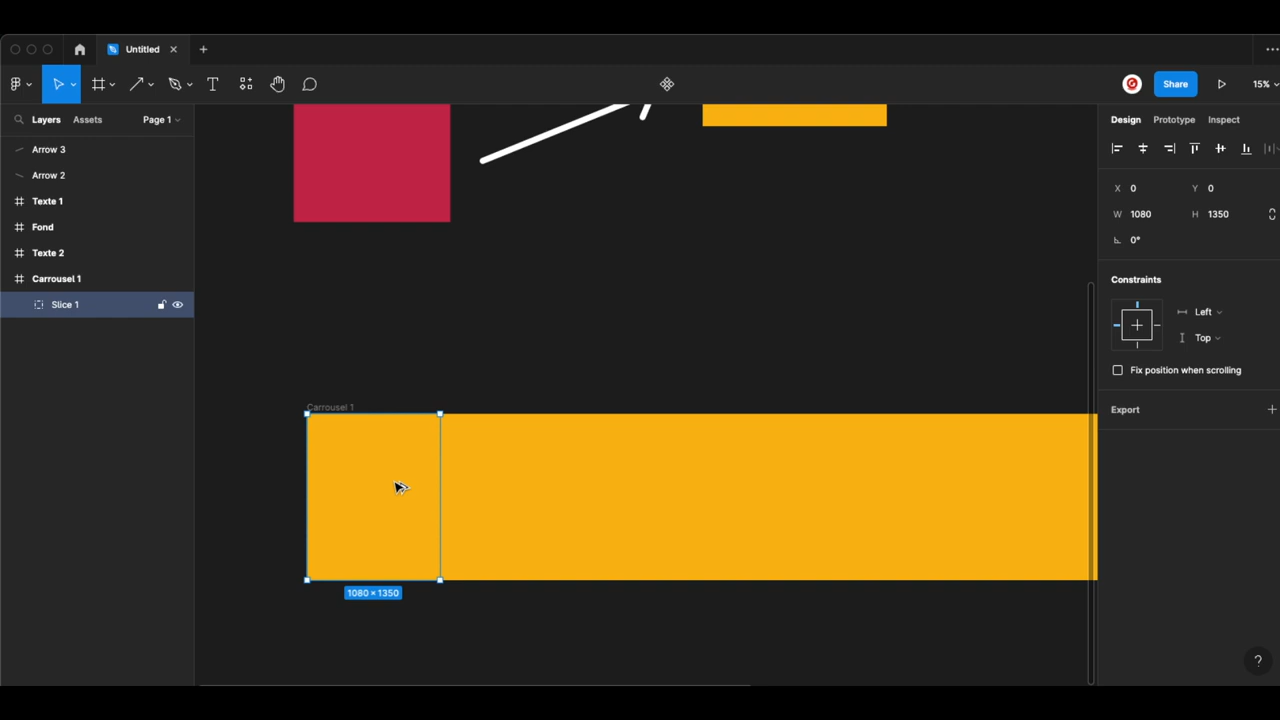 Untitled
Share
15%
Layers
Assets
Page 1
Design
Prototype
Inspect
Arrow 3
Arrow 2
Texte 1
Fond
Texte 2
Carrousel 1
Slice 1
X 0
Y 0
W 1080
H 1350
0°
Constraints
Left
Top
Fix position when scrolling
Export
Carrousel 1
1080 × 1350
?